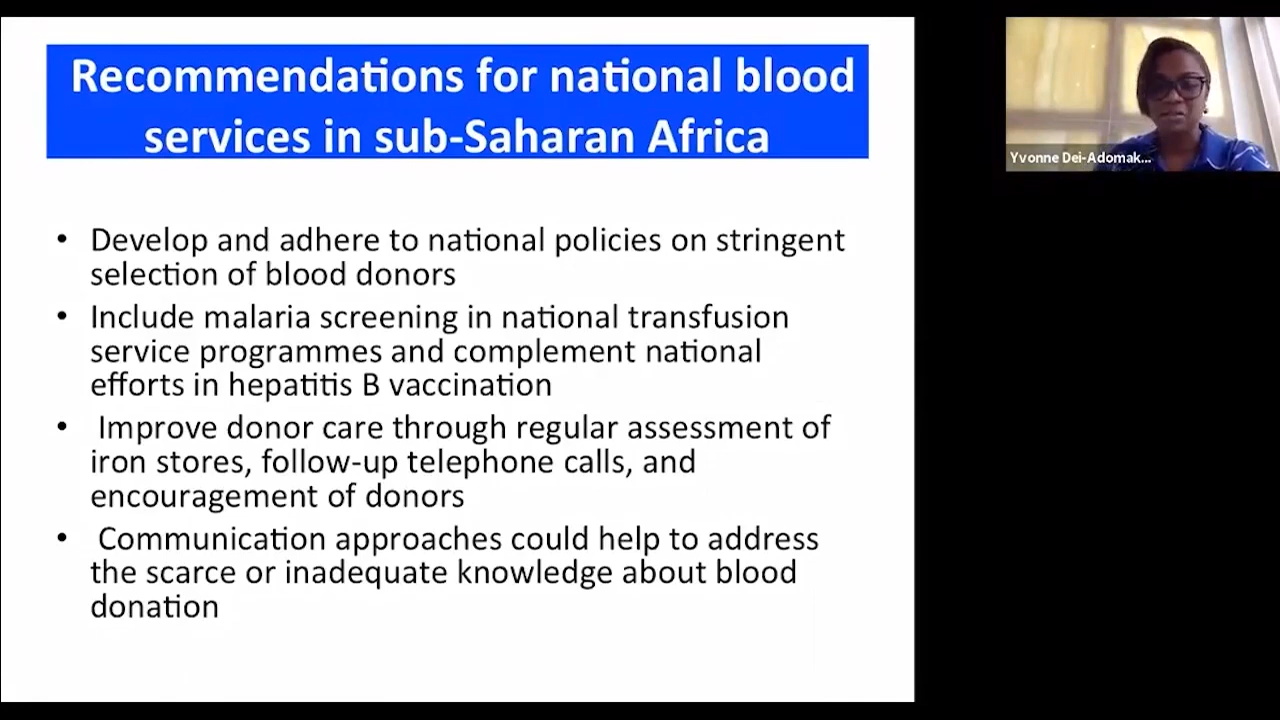 Recommendations for national blood
services in sub-Saharan Africa
• Develop and adhere to national policies on stringent
selection of blood donors
• Include malaria screening in national transfusion
service programmes and complement national
efforts in hepatitis B vaccination
• Improve donor care through regular assessment of
iron stores, follow-up telephone calls, and
encouragement of donors
• Communication approaches could help to address
the scarce or inadequate knowledge about blood
donation
Yvonne Dei-Adomak...